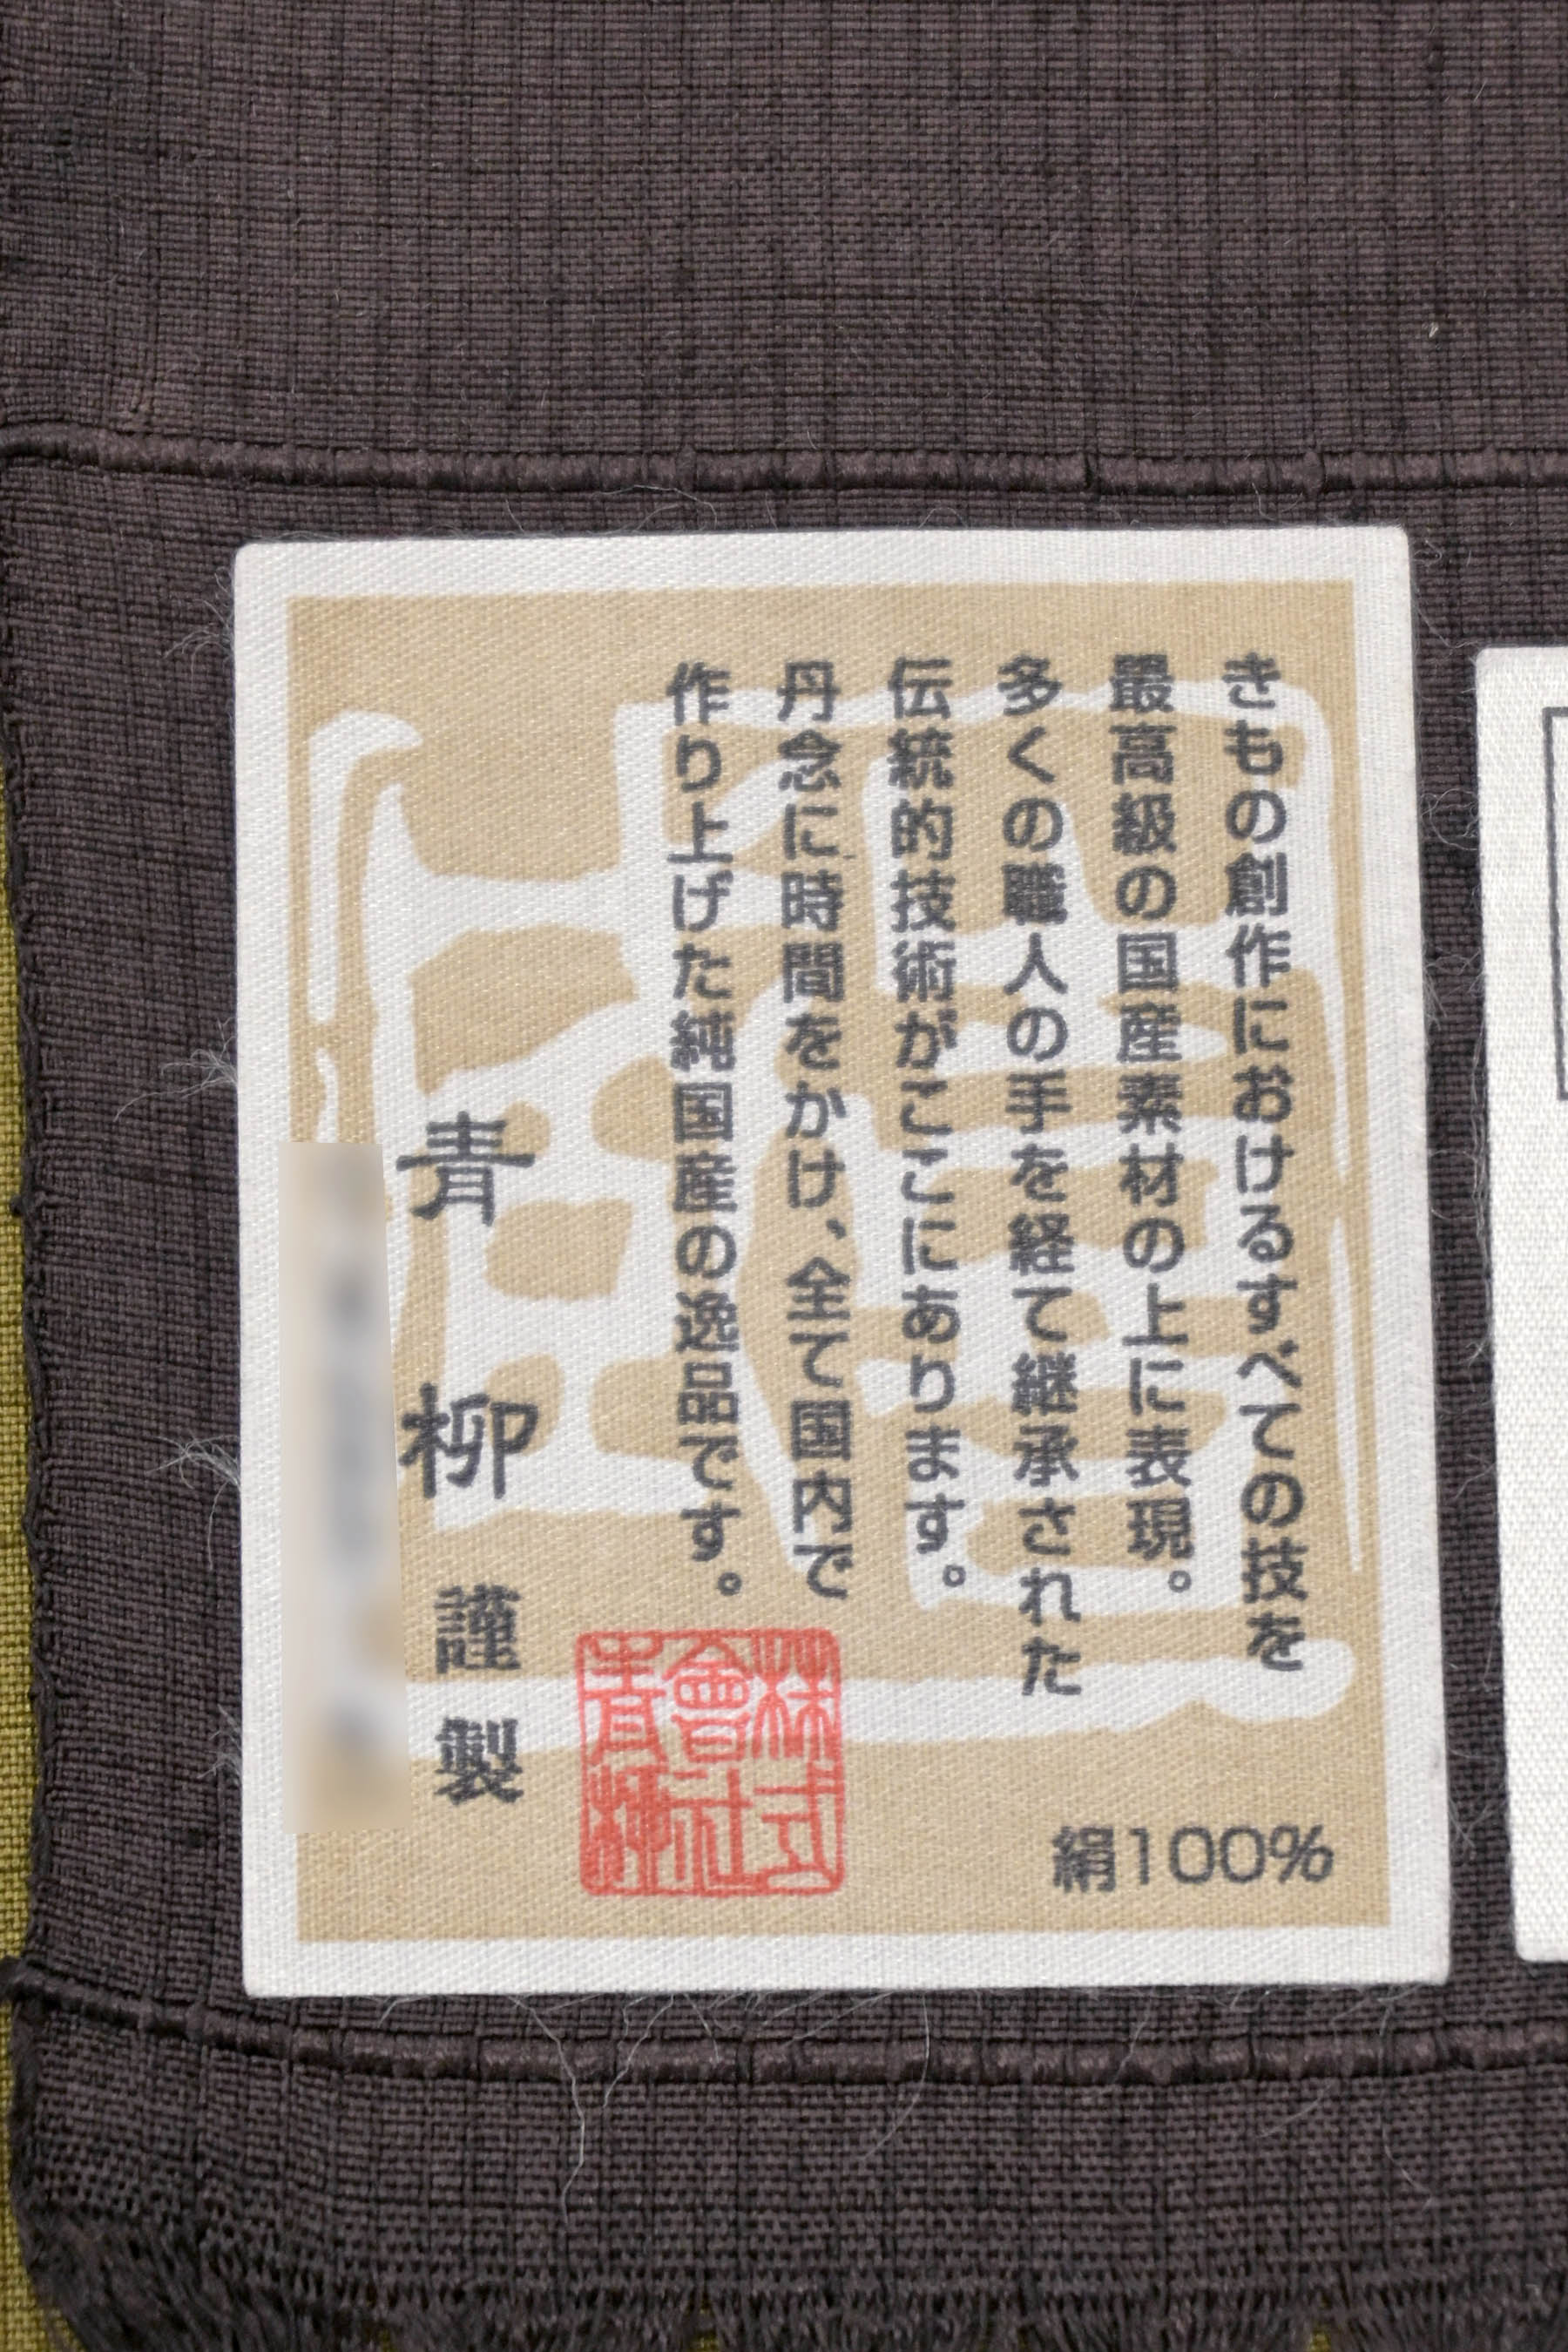 きもの創作におけるすべての技を
最高級の国産素材の上に表現。
多くの職人の手を経て継承された
伝統的技術がここにあります。
丹念に時間をかけ、全て国内で
作り上げた純国産の逸品です。
青柳 謹製
株式
會社
青柳
絹100%